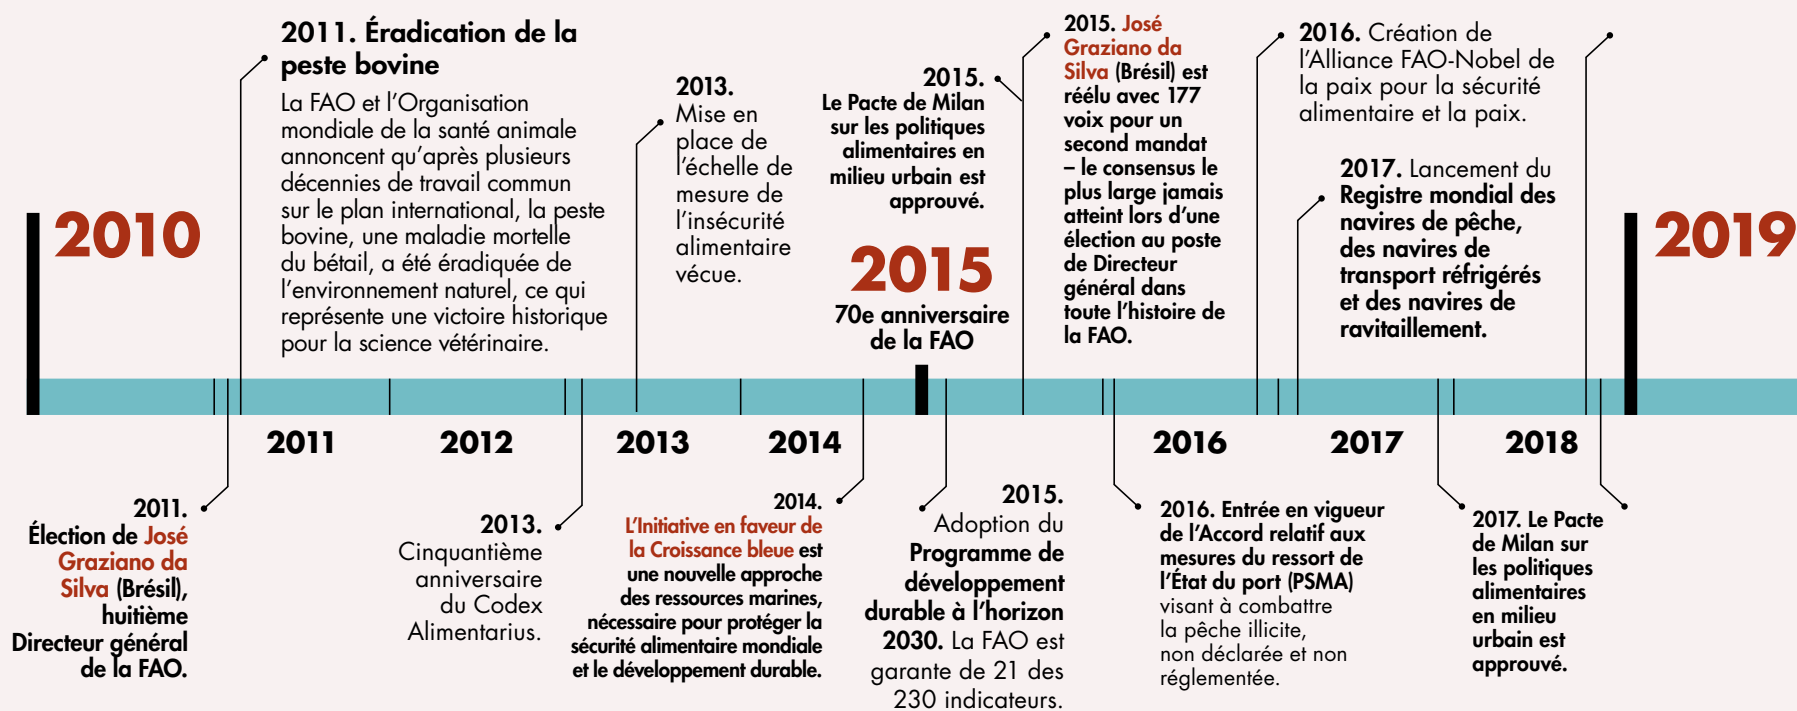 2010
2011. Éradication de la
peste bovine
La FAO et l'Organisation
mondiale de la santé animale
annoncent qu'après plusieurs
décennies de travail commun
sur le plan international, la peste
bovine, une maladie mortelle
du bétail, a été éradiquée de
l'environnement naturel, ce qui
représente une victoire historique
pour la science vétérinaire.
2013.
Mise en
place de
l'échelle de
mesure de
l'insécurité
alimentaire
vécue.
2015.
Le Pacte de Milan
sur les politiques
alimentaires en
milieu urbain est
approuvé.
2015
70e anniversaire
de la FAO
2015. José
Graziano da
Silva (Brésil) est
réélu avec 177
voix pour un
second mandat
– le consensus le
plus large jamais
atteint lors d'une
élection au poste
de Directeur
général dans
toute l'histoire de
la FAO.
2016. Création de
l'Alliance FAO-Nobel de
la paix pour la sécurité
alimentaire et la paix.
2017. Lancement du
Registre mondial des
navires de pêche,
des navires de
transport réfrigérés
et des navires de
ravitaillement.
2019
2011
2012
2013
2014
2016
2017
2018
2011.
Élection de José
Graziano da
Silva (Brésil),
huitième
Directeur général
de la FAO.
2013.
Cinquantième
anniversaire
du Codex
Alimentarius.
2014.
L'Initiative en faveur de
la Croissance bleue est
une nouvelle approche
des ressources marines,
nécessaire pour protéger la
sécurité alimentaire mondiale
et le développement durable.
2015.
Adoption du
Programme de
développement
durable à l'horizon
2030. La FAO est
garante de 21 des
230 indicateurs.
2016. Entrée en vigueur
de l'Accord relatif aux
mesures du ressort de
l'État du port (PSMA)
visant à combattre
la pêche illicite,
non déclarée et non
réglementée.
2017. Le Pacte
de Milan sur
les politiques
alimentaires
en milieu
urbain est
approuvé.